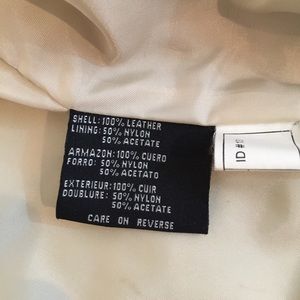 SHELL: 100% LEATHER
LINING: 50% NYLON
50% ACETATE
ARMAZON: 100% CUERO
FORRO: 50% NYLON
50% ACETATO
EXTERIEUR: 100% CUIR
DOUBLURE: 50% NYLON
50% ACETATE
CARE ON REVERSE
ID #